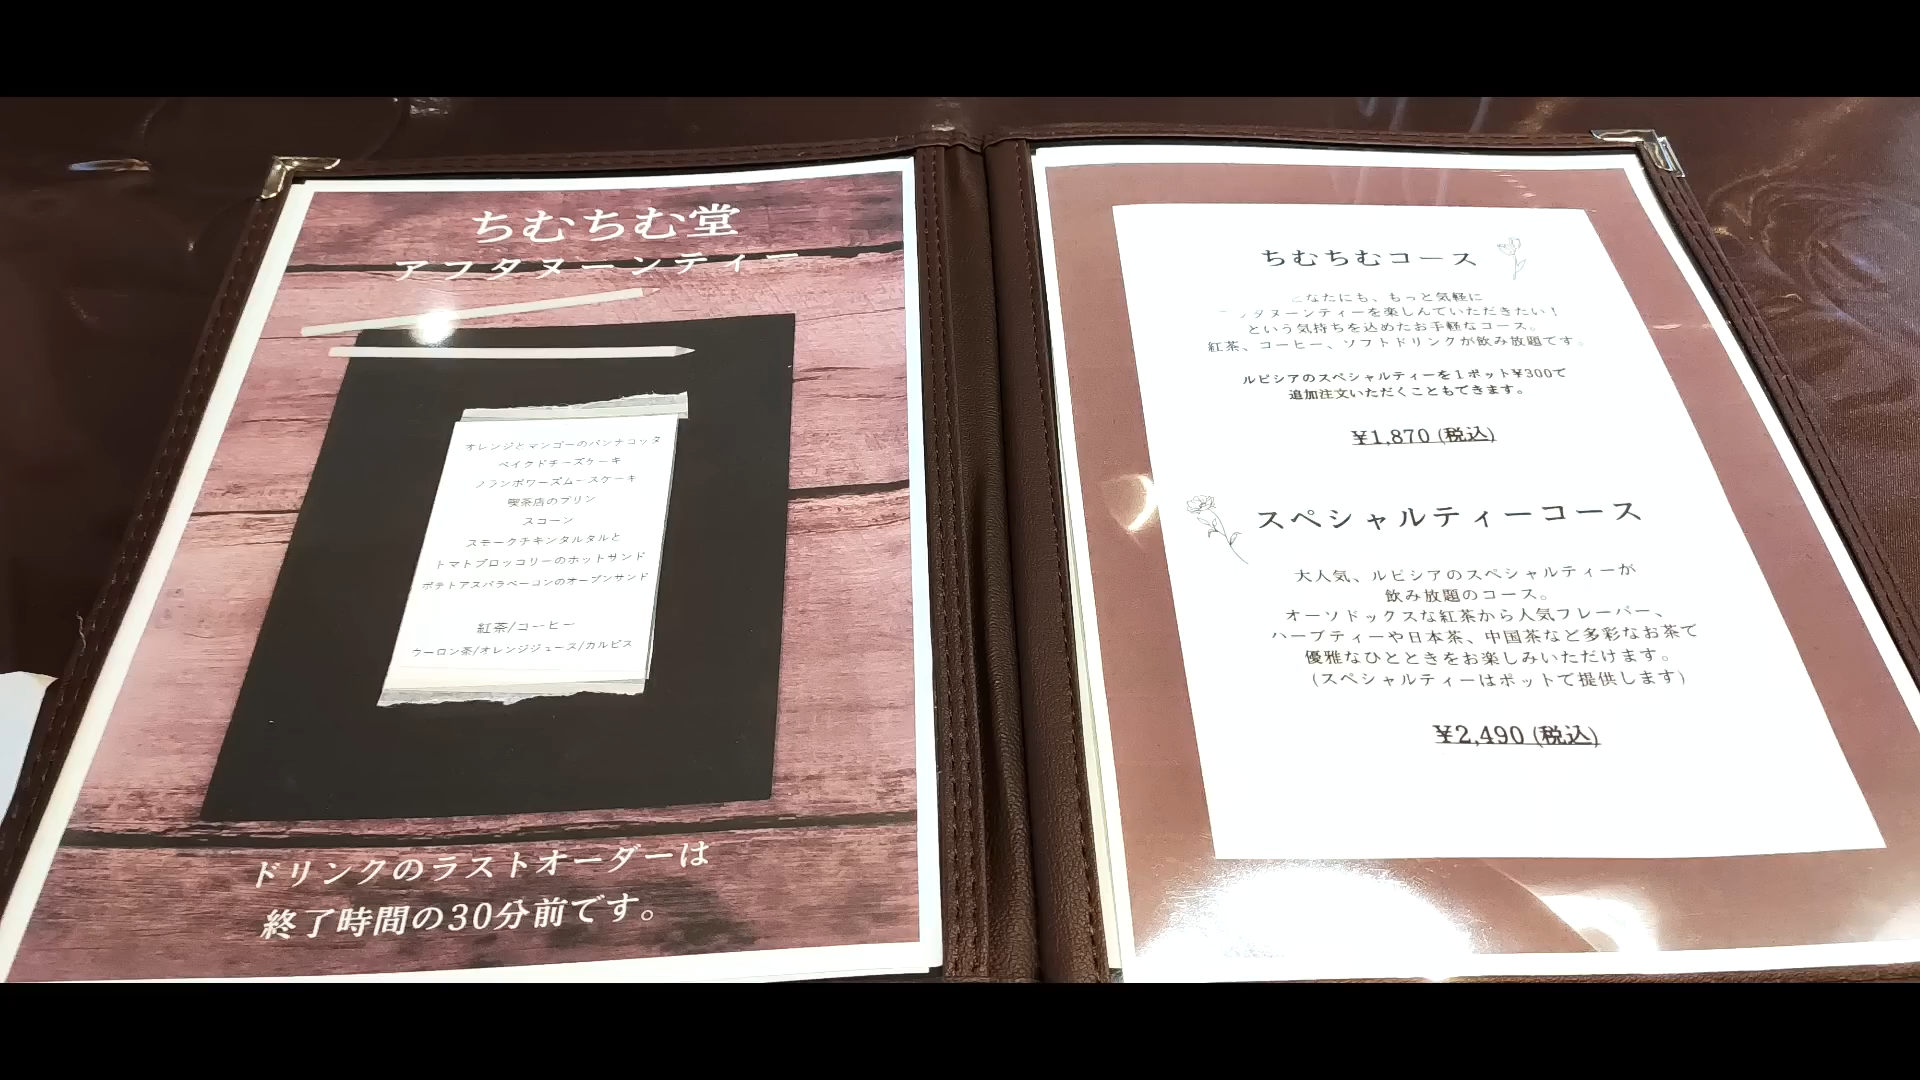 ちむちむ堂
アフタヌーンティー
オレンジとマンゴーのパンナコッタ
ベイクドチーズケーキ
フランボワーズムースケーキ
喫茶店のプリン
スコーン
スモークチキンタルタルと
トマトブロッコリーのホットサンド
ポテトアスパラベーコンのオープンサンド
紅茶/コーヒー
ウーロン茶/オレンジジュース/カルピス
ドリンクのラストオーダーは
終了時間の30分前です。
ちむちむコース
どなたにも、もっと気軽に
アフタヌーンティーを楽しんでいただきたい!
という気持ちを込めたお手軽なコース。
紅茶、コーヒー、ソフトドリンクが飲み放題です。
ルピシアのスペシャルティーを1ポット¥300で
追加注文いただくこともできます。
¥1,870 (税込)
スペシャルティーコース
大人気、ルピシアのスペシャルティーが
飲み放題のコース。
オーソドックスな紅茶から人気フレーバー、
ハーブティーや日本茶、中国茶など多彩なお茶で
優雅なひとときをお楽しみいただけます。
(スペシャルティーはポットで提供します)
¥2,490 (税込)